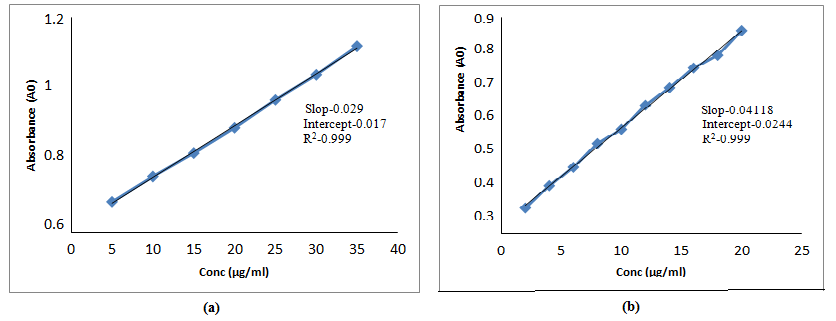 1.2
1
0.8
0.6
0 5 10 15 20 25 30 35 40
Absorbance (A0)
Conc (µg/ml)
Slop-0.029
Intercept-0.017
R²-0.999
(a)
0.9
0.8
0.7
0.6
0.5
0.4
0.3
0 5 10 15 20 25
Absorbance (A0)
Conc (µg/ml)
Slop-0.04118
Intercept-0.0244
R²-0.999
(b)